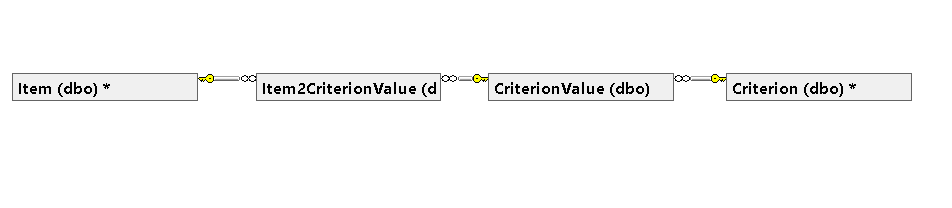 Item (dbo) *
Item2CriterionValue (d
CriterionValue (dbo)
Criterion (dbo) *